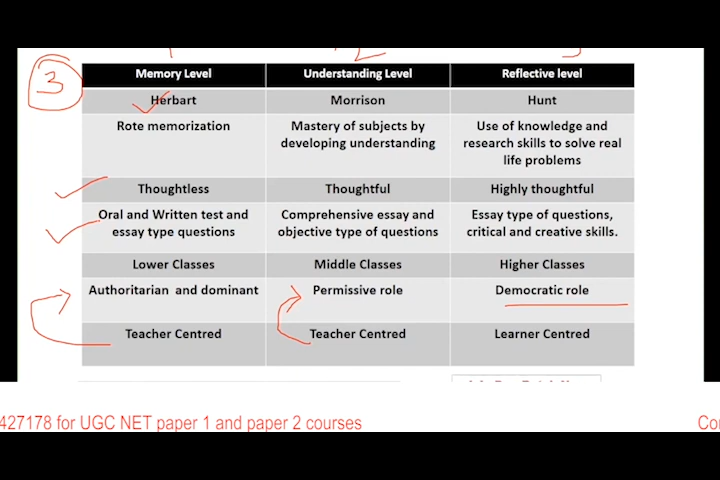 3
Memory Level Understanding Level Reflective level
Herbart Morrison Hunt
Rote memorization Mastery of subjects by developing understanding Use of knowledge and research skills to solve real life problems
Thoughtless Thoughtful Highly thoughtful
Oral and Written test and essay type questions Comprehensive essay and objective type of questions Essay type of questions, critical and creative skills.
Lower Classes Middle Classes Higher Classes
Authoritarian and dominant Permissive role Democratic role
Teacher Centred Teacher Centred Learner Centred
427178 for UGC NET paper 1 and paper 2 courses